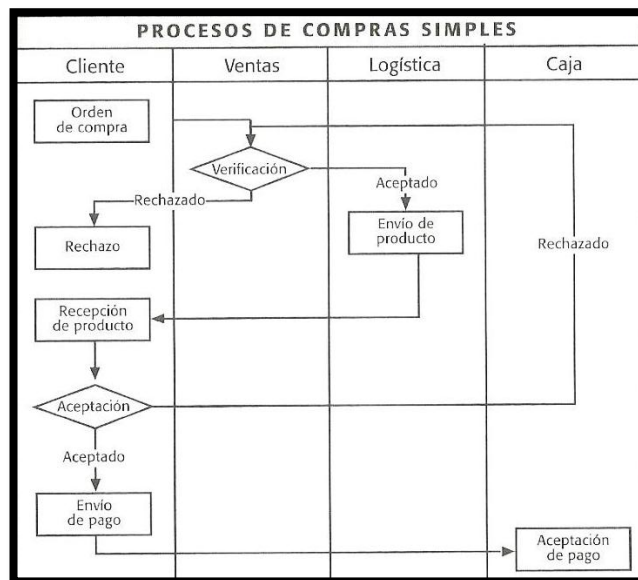 PROCESOS DE COMPRAS SIMPLES
Cliente
Ventas
Logística
Caja
Orden
de compra
Verificación
Aceptado
Rechazado
Envío de
producto
Rechazo
Rechazado
Recepción
de producto
Aceptación
Aceptado
Envío
de pago
Aceptación
de pago